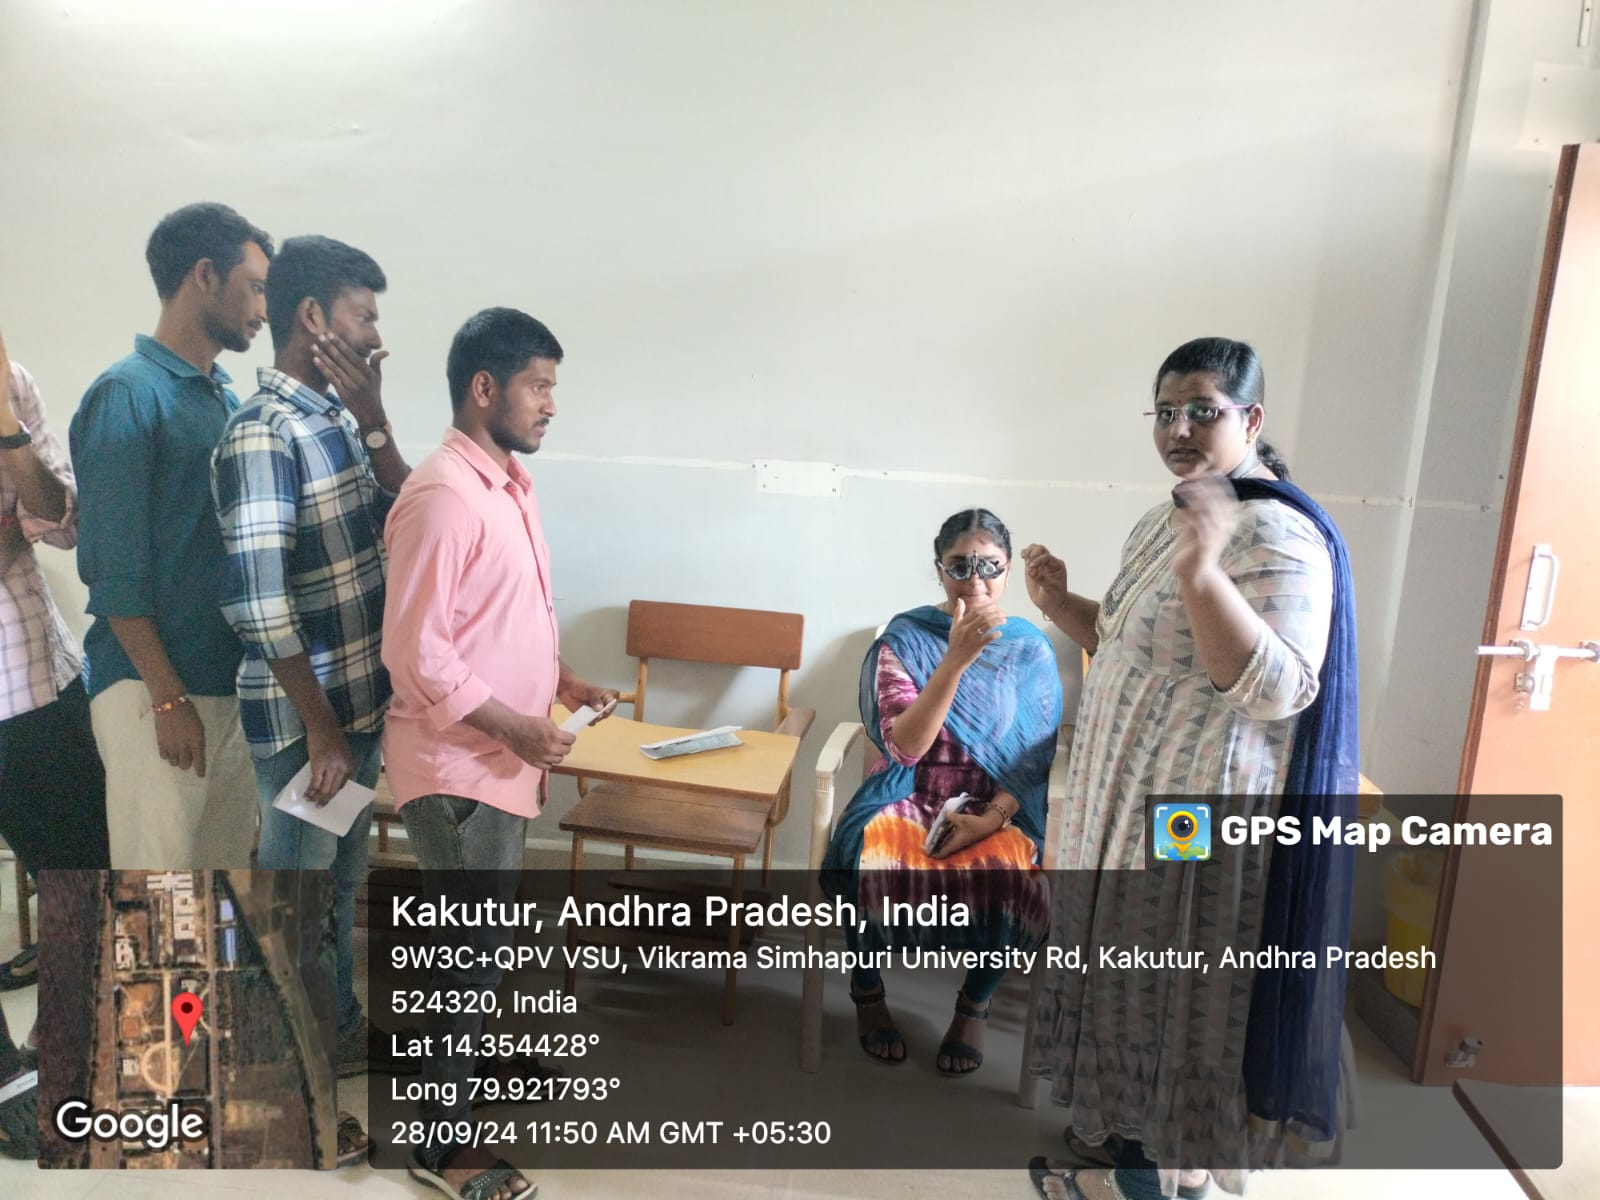 GPS Map Camera
Kakutur, Andhra Pradesh, India
9W3C+QPV VSU, Vikrama Simhapuri University Rd, Kakutur, Andhra Pradesh
524320, India
Lat 14.354428°
Long 79.921793°
28/09/24 11:50 AM GMT +05:30
Google